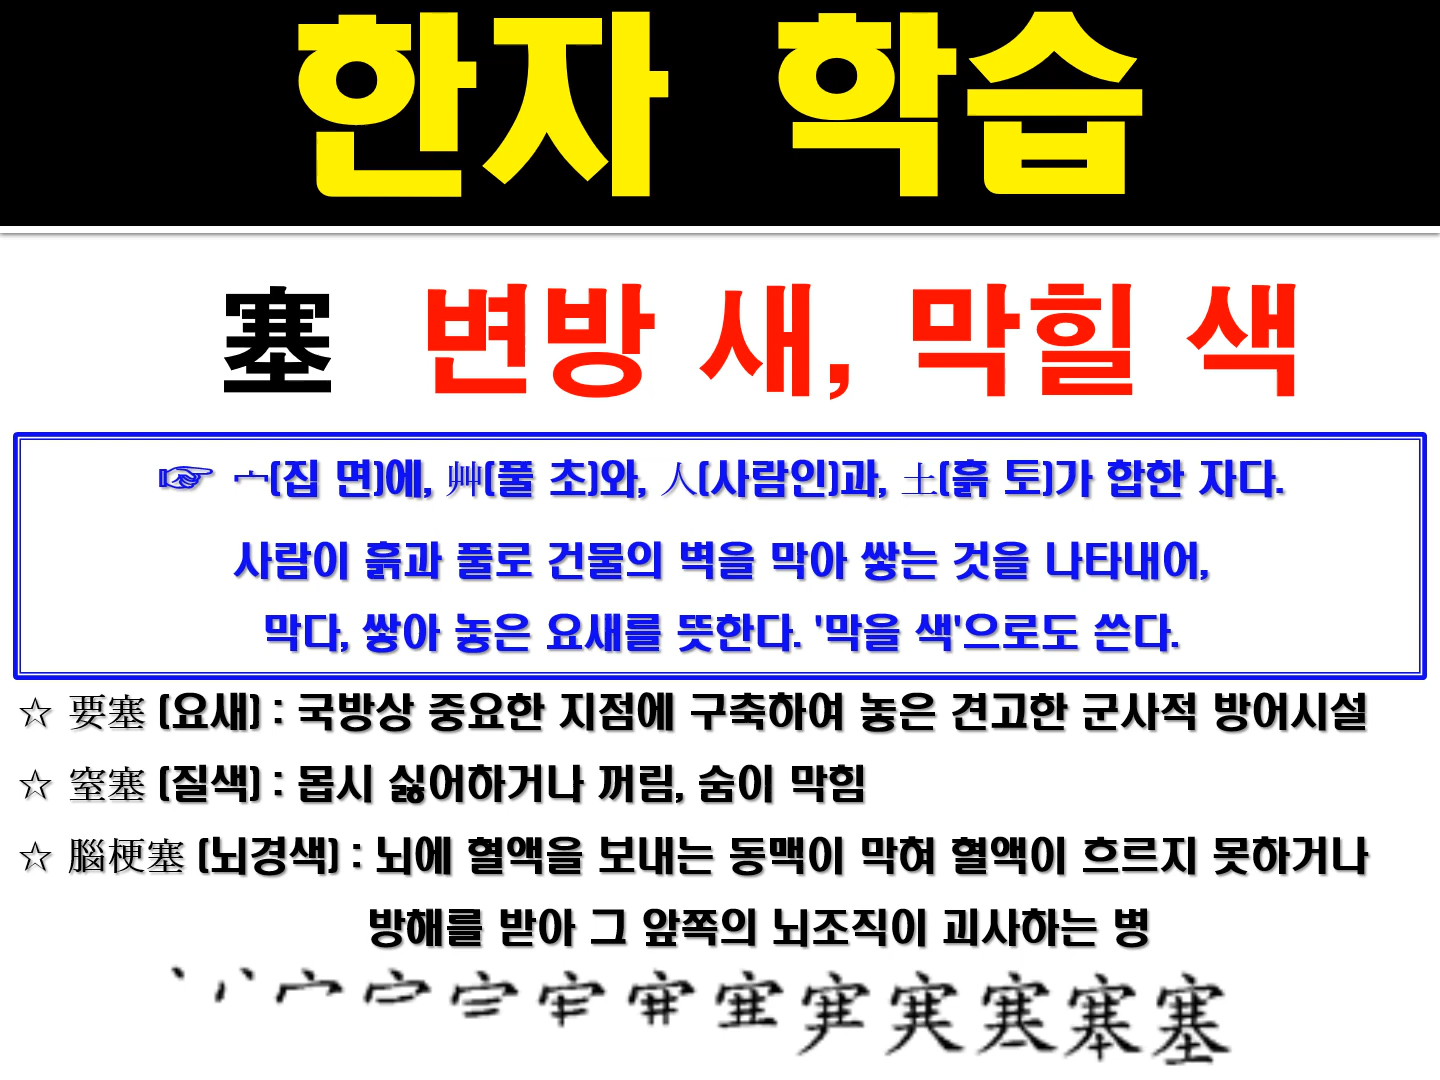 한자 학습
塞 변방 새, 막힐 색
☞ 宀(집 면)에, 艸(풀 초)와, 人(사람인)과, 土(흙 토)가 합한 자다.
사람이 흙과 풀로 건물의 벽을 막아 쌓는 것을 나타내어,
막다, 쌓아 놓은 요새를 뜻한다. '막을 색'으로도 쓴다.
☆ 要塞 (요새) : 국방상 중요한 지점에 구축하여 놓은 견고한 군사적 방어시설
☆ 窒塞 (질색) : 몹시 싫어하거나 꺼림, 숨이 막힘
☆ 腦梗塞 (뇌경색) : 뇌에 혈액을 보내는 동맥이 막혀 혈액이 흐르지 못하거나
방해를 받아 그 앞쪽의 뇌조직이 괴사하는 병
塞